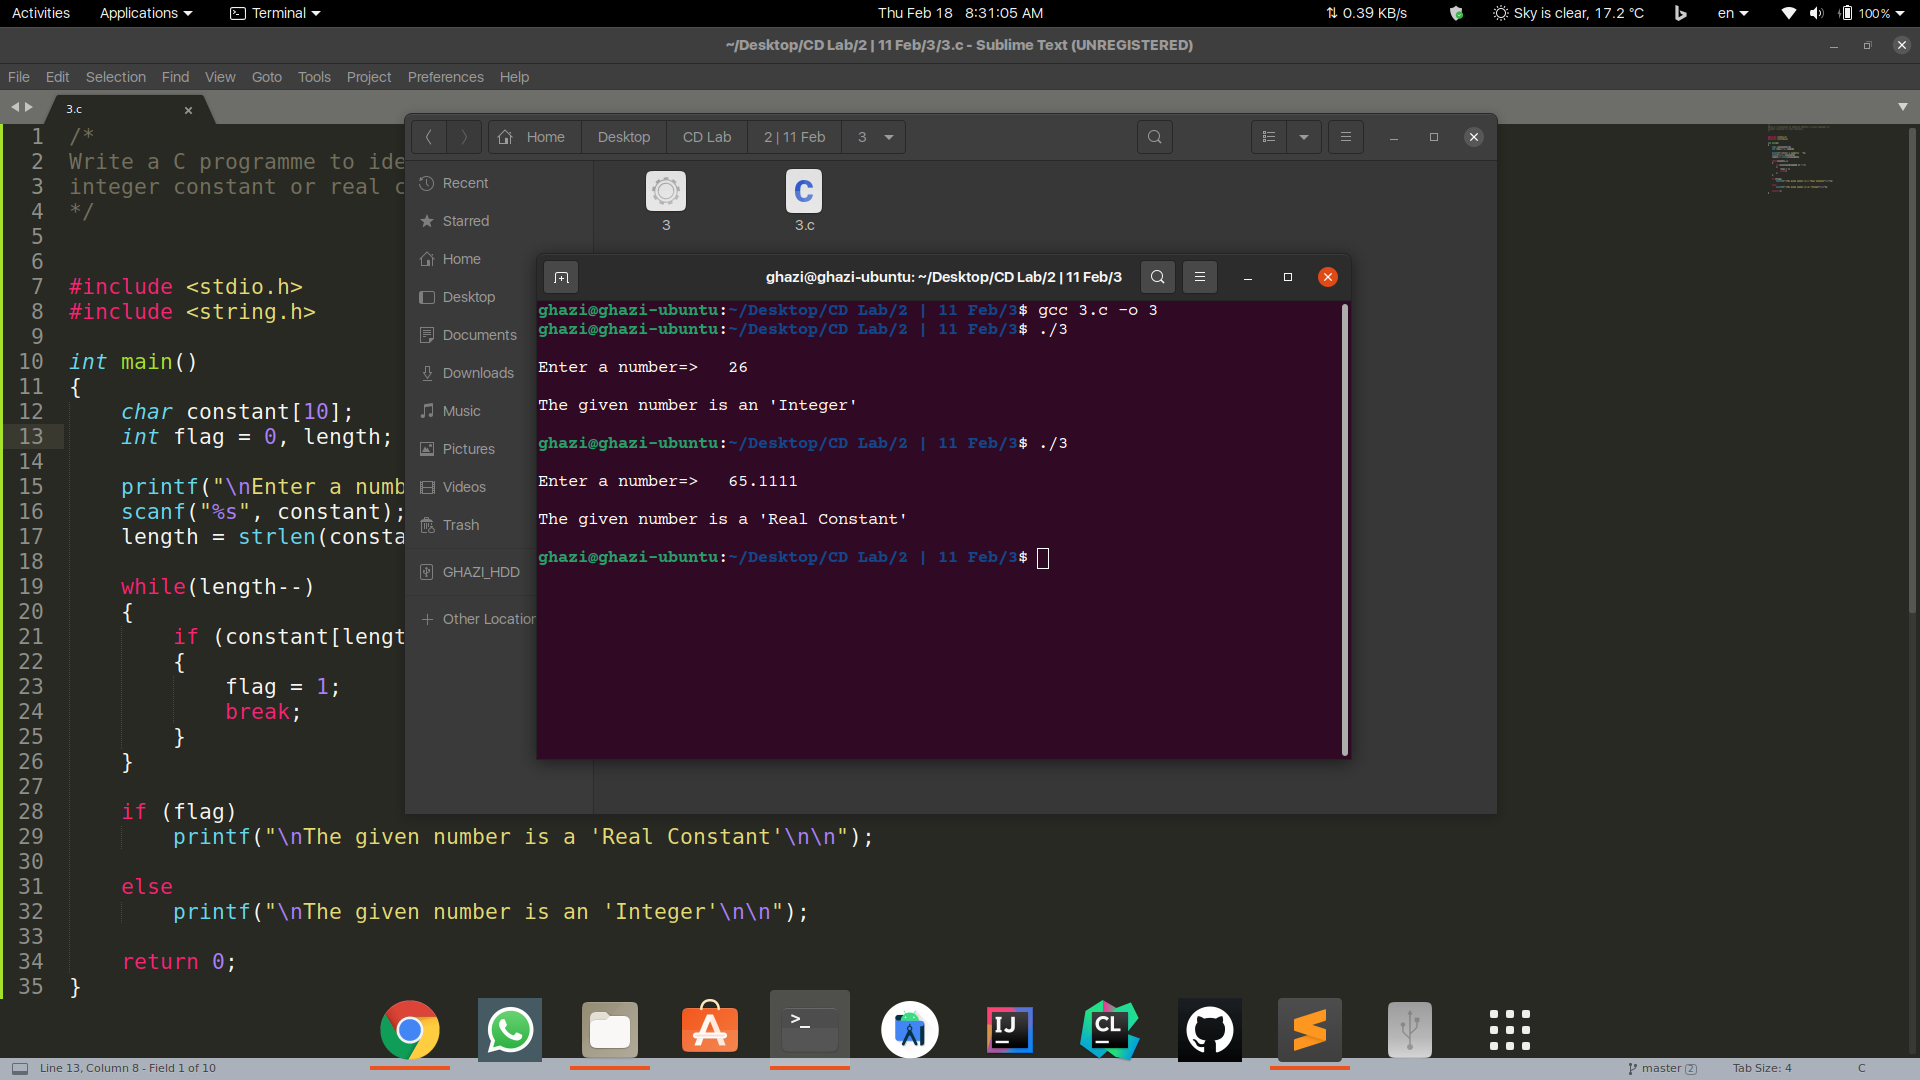 Activities Applications Terminal Thu Feb 18 8:31:05 AM 0.39 KB/s Sky is clear, 17.2 °C en 100%
~/Desktop/CD Lab/2 | 11 Feb/3/3.c - Sublime Text (UNREGISTERED)
File Edit Selection Find View Goto Tools Project Preferences Help
3.c
1 /*
2 Write a C programme to ide
3 integer constant or real c
4 */
5
6
7 #include <stdio.h>
8 #include <string.h>
9
10 int main()
11 {
12 char constant[10];
13 int flag = 0, length;
14
15 printf("\nEnter a numb
16 scanf("%s", constant);
17 length = strlen(consta
18
19 while(length--)
20 {
21 if (constant[lengt
22 {
23 flag = 1;
24 break;
25 }
26 }
27
28 if (flag)
29 printf("\nThe given number is a 'Real Constant'\n\n");
30
31 else
32 printf("\nThe given number is an 'Integer'\n\n");
33
34 return 0;
35 }
Home Desktop CD Lab 2 | 11 Feb 3
Recent
Starred
Home
Desktop
Documents
Downloads
Music
Pictures
Videos
Trash
GHAZI_HDD
Other Location
3 3.c
ghazi@ghazi-ubuntu: ~/Desktop/CD Lab/2 | 11 Feb/3
ghazi@ghazi-ubuntu:~/Desktop/CD Lab/2 | 11 Feb/3$ gcc 3.c -o 3
ghazi@ghazi-ubuntu:~/Desktop/CD Lab/2 | 11 Feb/3$ ./3
Enter a number=> 26
The given number is an 'Integer'
ghazi@ghazi-ubuntu:~/Desktop/CD Lab/2 | 11 Feb/3$ ./3
Enter a number=> 65.1111
The given number is a 'Real Constant'
ghazi@ghazi-ubuntu:~/Desktop/CD Lab/2 | 11 Feb/3$
>_ IJ CL
Line 13, Column 8 - Field 1 of 10 master 2 Tab Size: 4 C